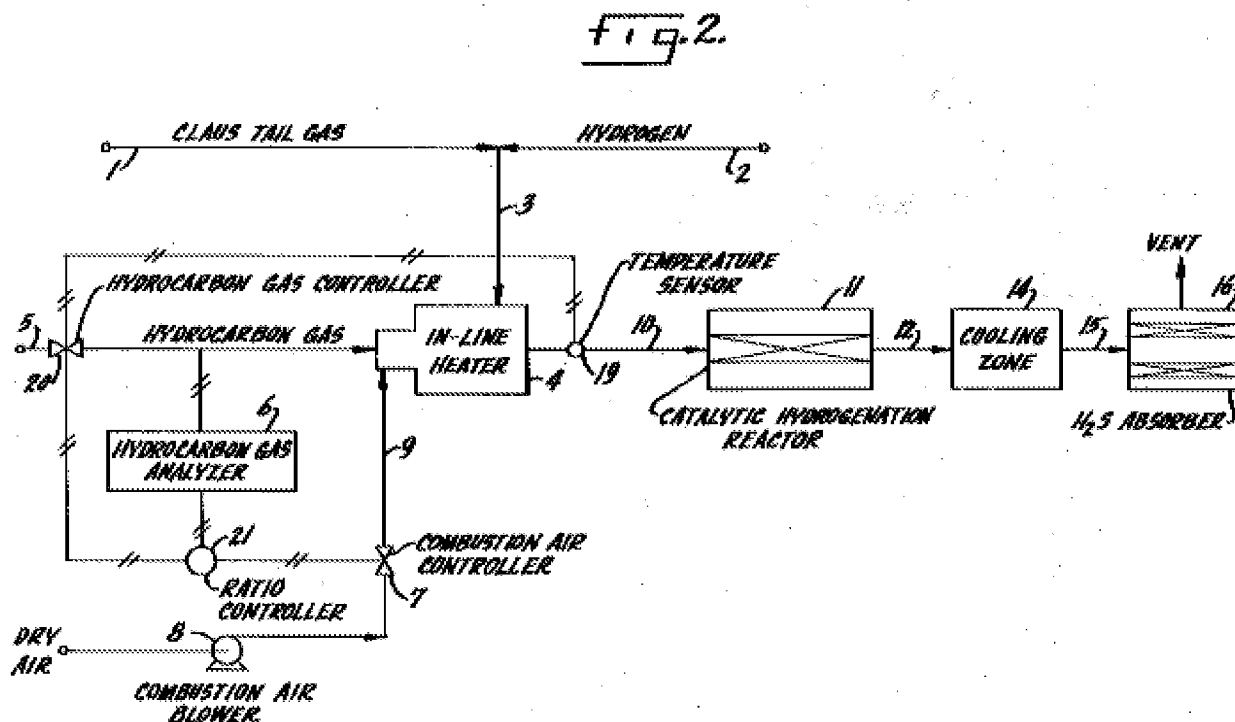 Fig. 2.
CLAUS TAIL GAS
HYDROGEN
1
2
3
VENT
TEMPERATURE
SENSOR
HYDROCARBON GAS CONTROLLER
11
14
16
5
HYDROCARBON GAS
IN-LINE
HEATER
10
12
COOLING
ZONE
15
20
4
19
6
CATALYTIC HYDROGENATION
REACTOR
H2S ABSORBER
HYDROCARBON GAS
ANALYZER
9
21
COMBUSTION AIR
CONTROLLER
RATIO
CONTROLLER
7
DRY
AIR
8
COMBUSTION AIR
BLOWER